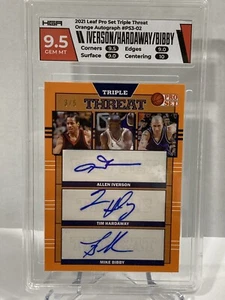 HGA
9.5
GEM MT
2021 Leaf Pro Set Triple Threat
Orange Autograph #PS3-02
IVERSON/HARDAWAY/BIBBY
Corners 9.5 Edges 9.0
Surface 9.0 Centering 10
TRIPLE
THREAT
ALLEN IVERSON
TIM HARDAWAY
MIKE BIBBY